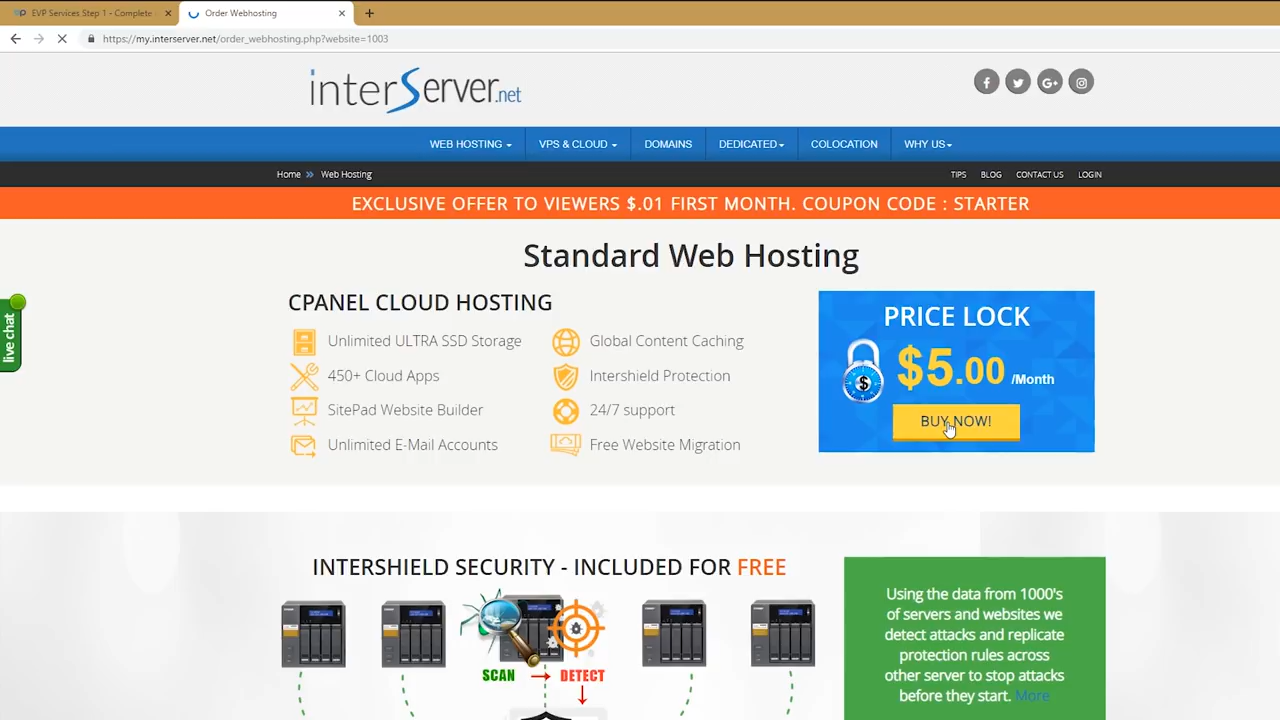 EVP Services Step 1 - Complete
Order Webhosting
https://my.interserver.net/order_webhosting.php?website=1003
interServer.net
WEB HOSTING
VPS & CLOUD
DOMAINS
DEDICATED
COLOCATION
WHY US
Home » Web Hosting
TIPS
BLOG
CONTACT US
LOGIN
EXCLUSIVE OFFER TO VIEWERS $.01 FIRST MONTH. COUPON CODE : STARTER
Standard Web Hosting
CPANEL CLOUD HOSTING
Unlimited ULTRA SSD Storage
450+ Cloud Apps
SitePad Website Builder
Unlimited E-Mail Accounts
Global Content Caching
Intershield Protection
24/7 support
Free Website Migration
PRICE LOCK
$5.00 /Month
BUY NOW!
live chat
INTERSHIELD SECURITY - INCLUDED FOR FREE
SCAN
DETECT
Using the data from 1000's
of servers and websites we
detect attacks and replicate
protection rules across
other server to stop attacks
before they start. More